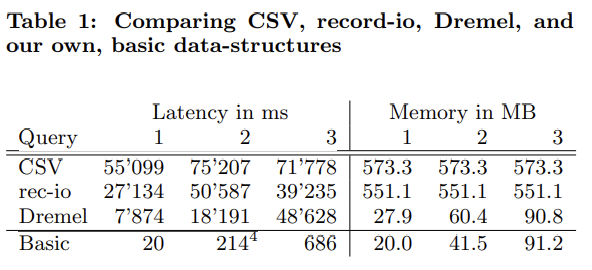 Table 1: Comparing CSV, record-io, Dremel, and
our own, basic data-structures
Latency in ms Memory in MB
Query 1 2 3 1 2 3
CSV 55'099 75'207 71'778 573.3 573.3 573.3
rec-io 27'134 50'587 39'235 551.1 551.1 551.1
Dremel 7'874 18'191 48'628 27.9 60.4 90.8
Basic 20 214⁴ 686 20.0 41.5 91.2